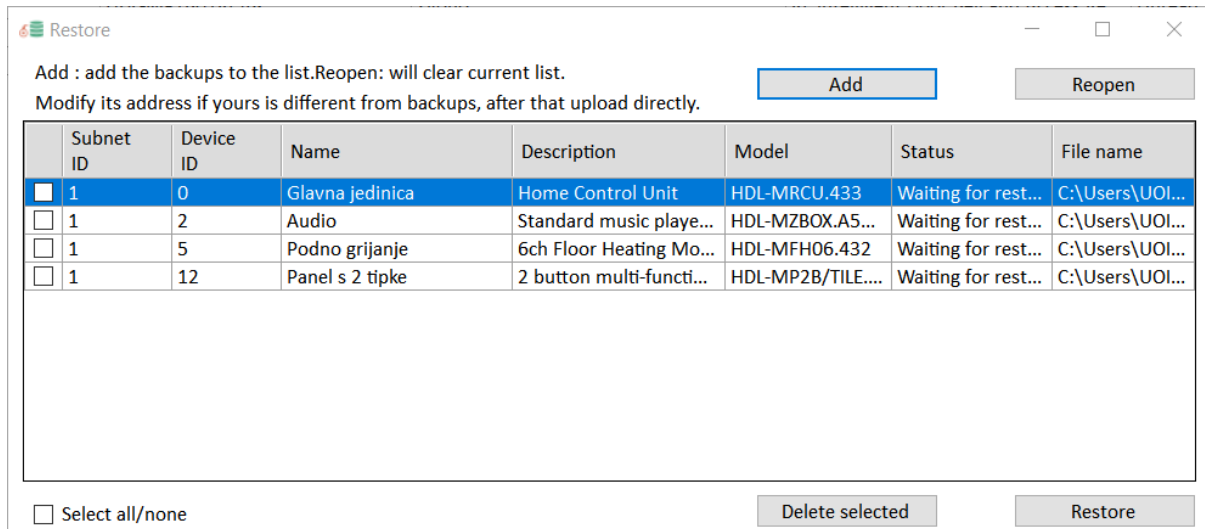 Restore
Add : add the backups to the list.Reopen: will clear current list.
Modify its address if yours is different from backups, after that upload directly.
Add
Reopen
Subnet ID Device ID Name Description Model Status File name
1 0 Glavna jedinica Home Control Unit HDL-MRCU.433 Waiting for rest... C:\Users\UOI...
1 2 Audio Standard music playe... HDL-MZBOX.A5... Waiting for rest... C:\Users\UOI...
1 5 Podno grijanje 6ch Floor Heating Mo... HDL-MFH06.432 Waiting for rest... C:\Users\UOI...
1 12 Panel s 2 tipke 2 button multi-functi... HDL-MP2B/TILE.... Waiting for rest... C:\Users\UOI...
Select all/none
Delete selected
Restore